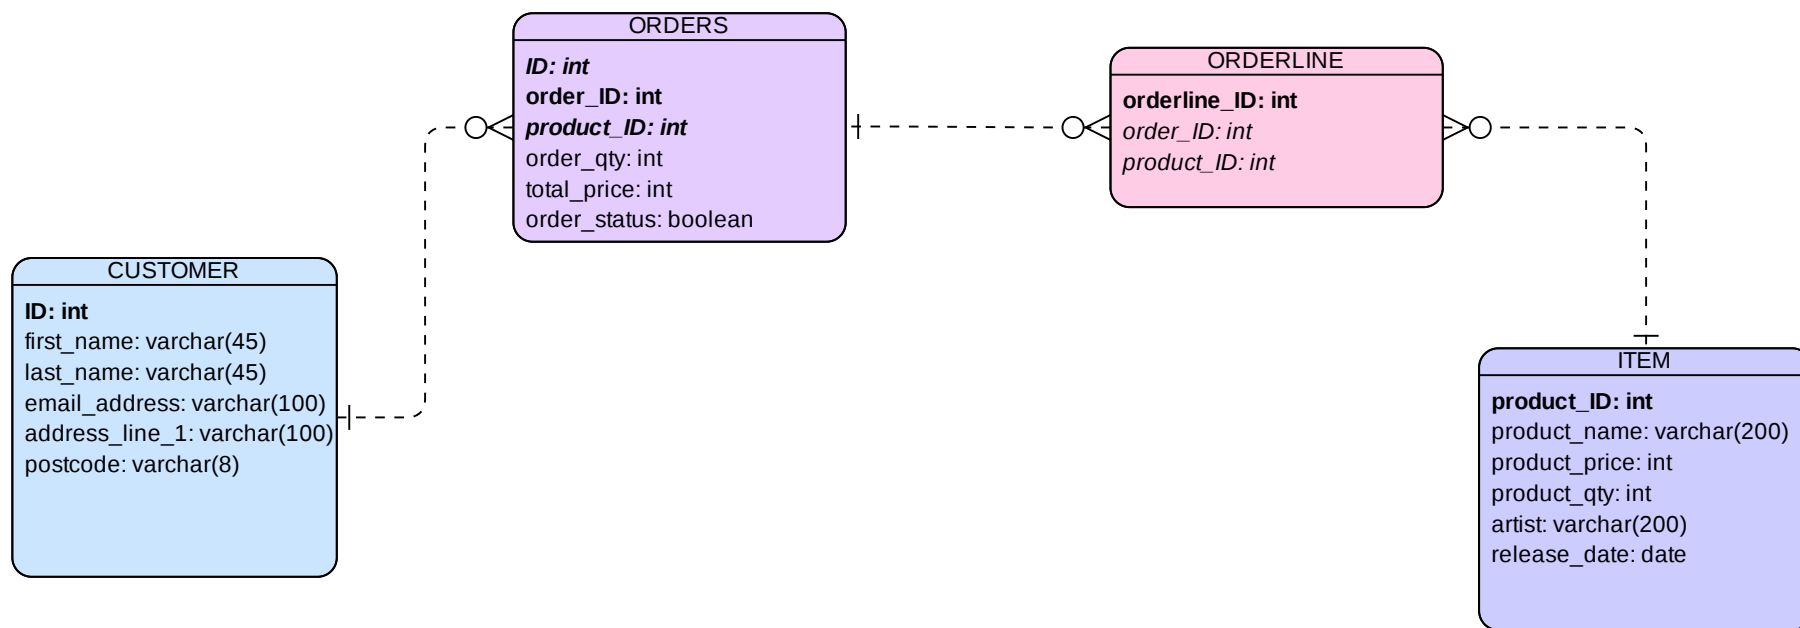 ORDERS
ID: int
order_ID: int
product_ID: int
order_qty: int
total_price: int
order_status: boolean
ORDERLINE
orderline_ID: int
order_ID: int
product_ID: int
CUSTOMER
ID: int
first_name: varchar(45)
last_name: varchar(45)
email_address: varchar(100)
address_line_1: varchar(100)
postcode: varchar(8)
ITEM
product_ID: int
product_name: varchar(200)
product_price: int
product_qty: int
artist: varchar(200)
release_date: date